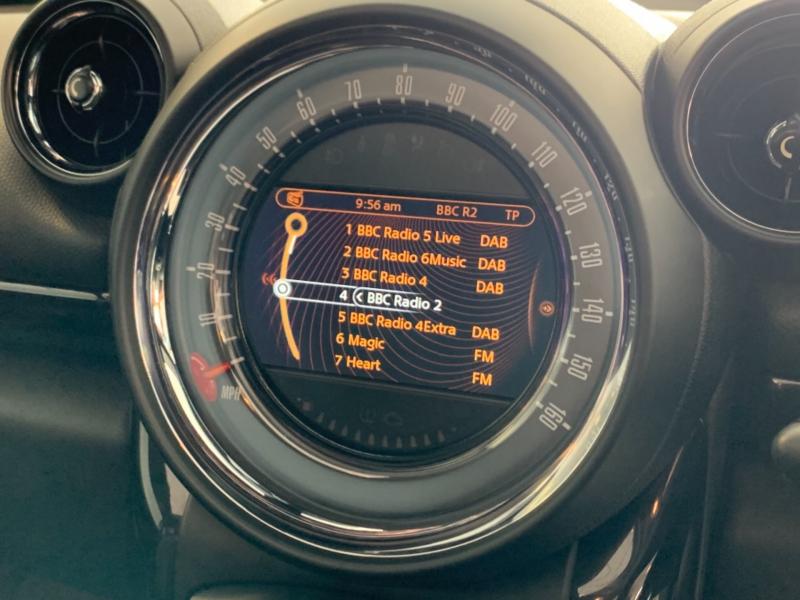 9:56 am BBC R2 TP
1 BBC Radio 5 Live DAB
2 BBC Radio 6Music DAB
3 BBC Radio 4 DAB
4 BBC Radio 2
5 BBC Radio 4Extra DAB
6 Magic FM
7 Heart FM
10 20 30 40 50 60 70 80 90 100 110 120 130 140 150 160
MPH